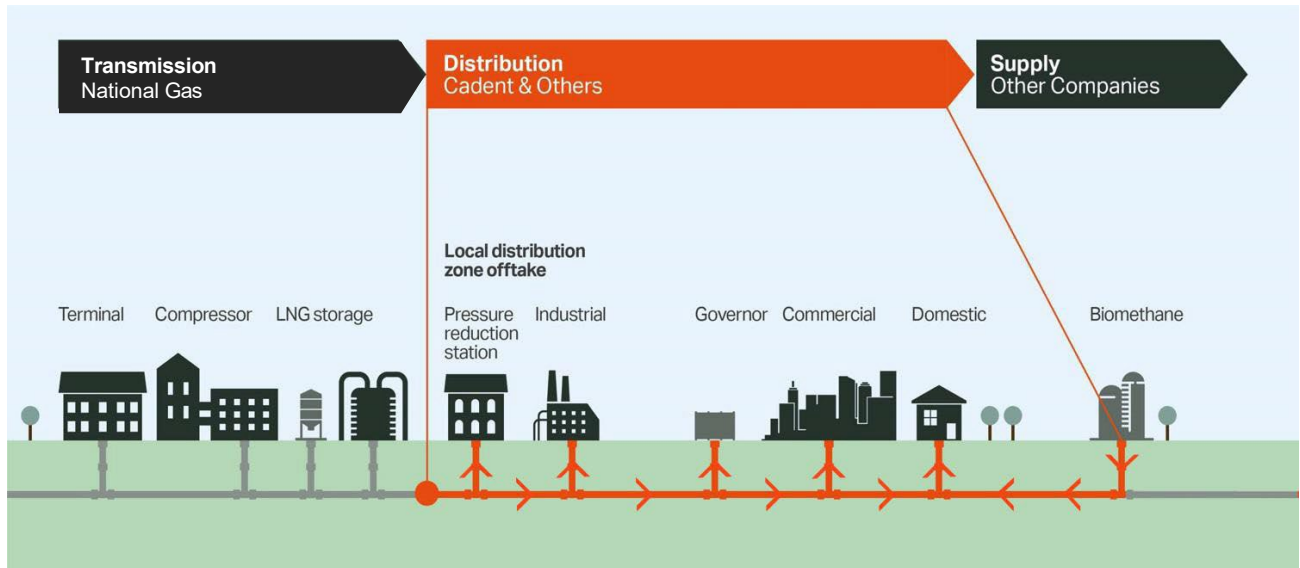 Transmission
National Gas
Distribution
Cadent & Others
Supply
Other Companies
Local distribution
zone offtake
Terminal
Compressor
LNG storage
Pressure
reduction
station
Industrial
Governor
Commercial
Domestic
Biomethane